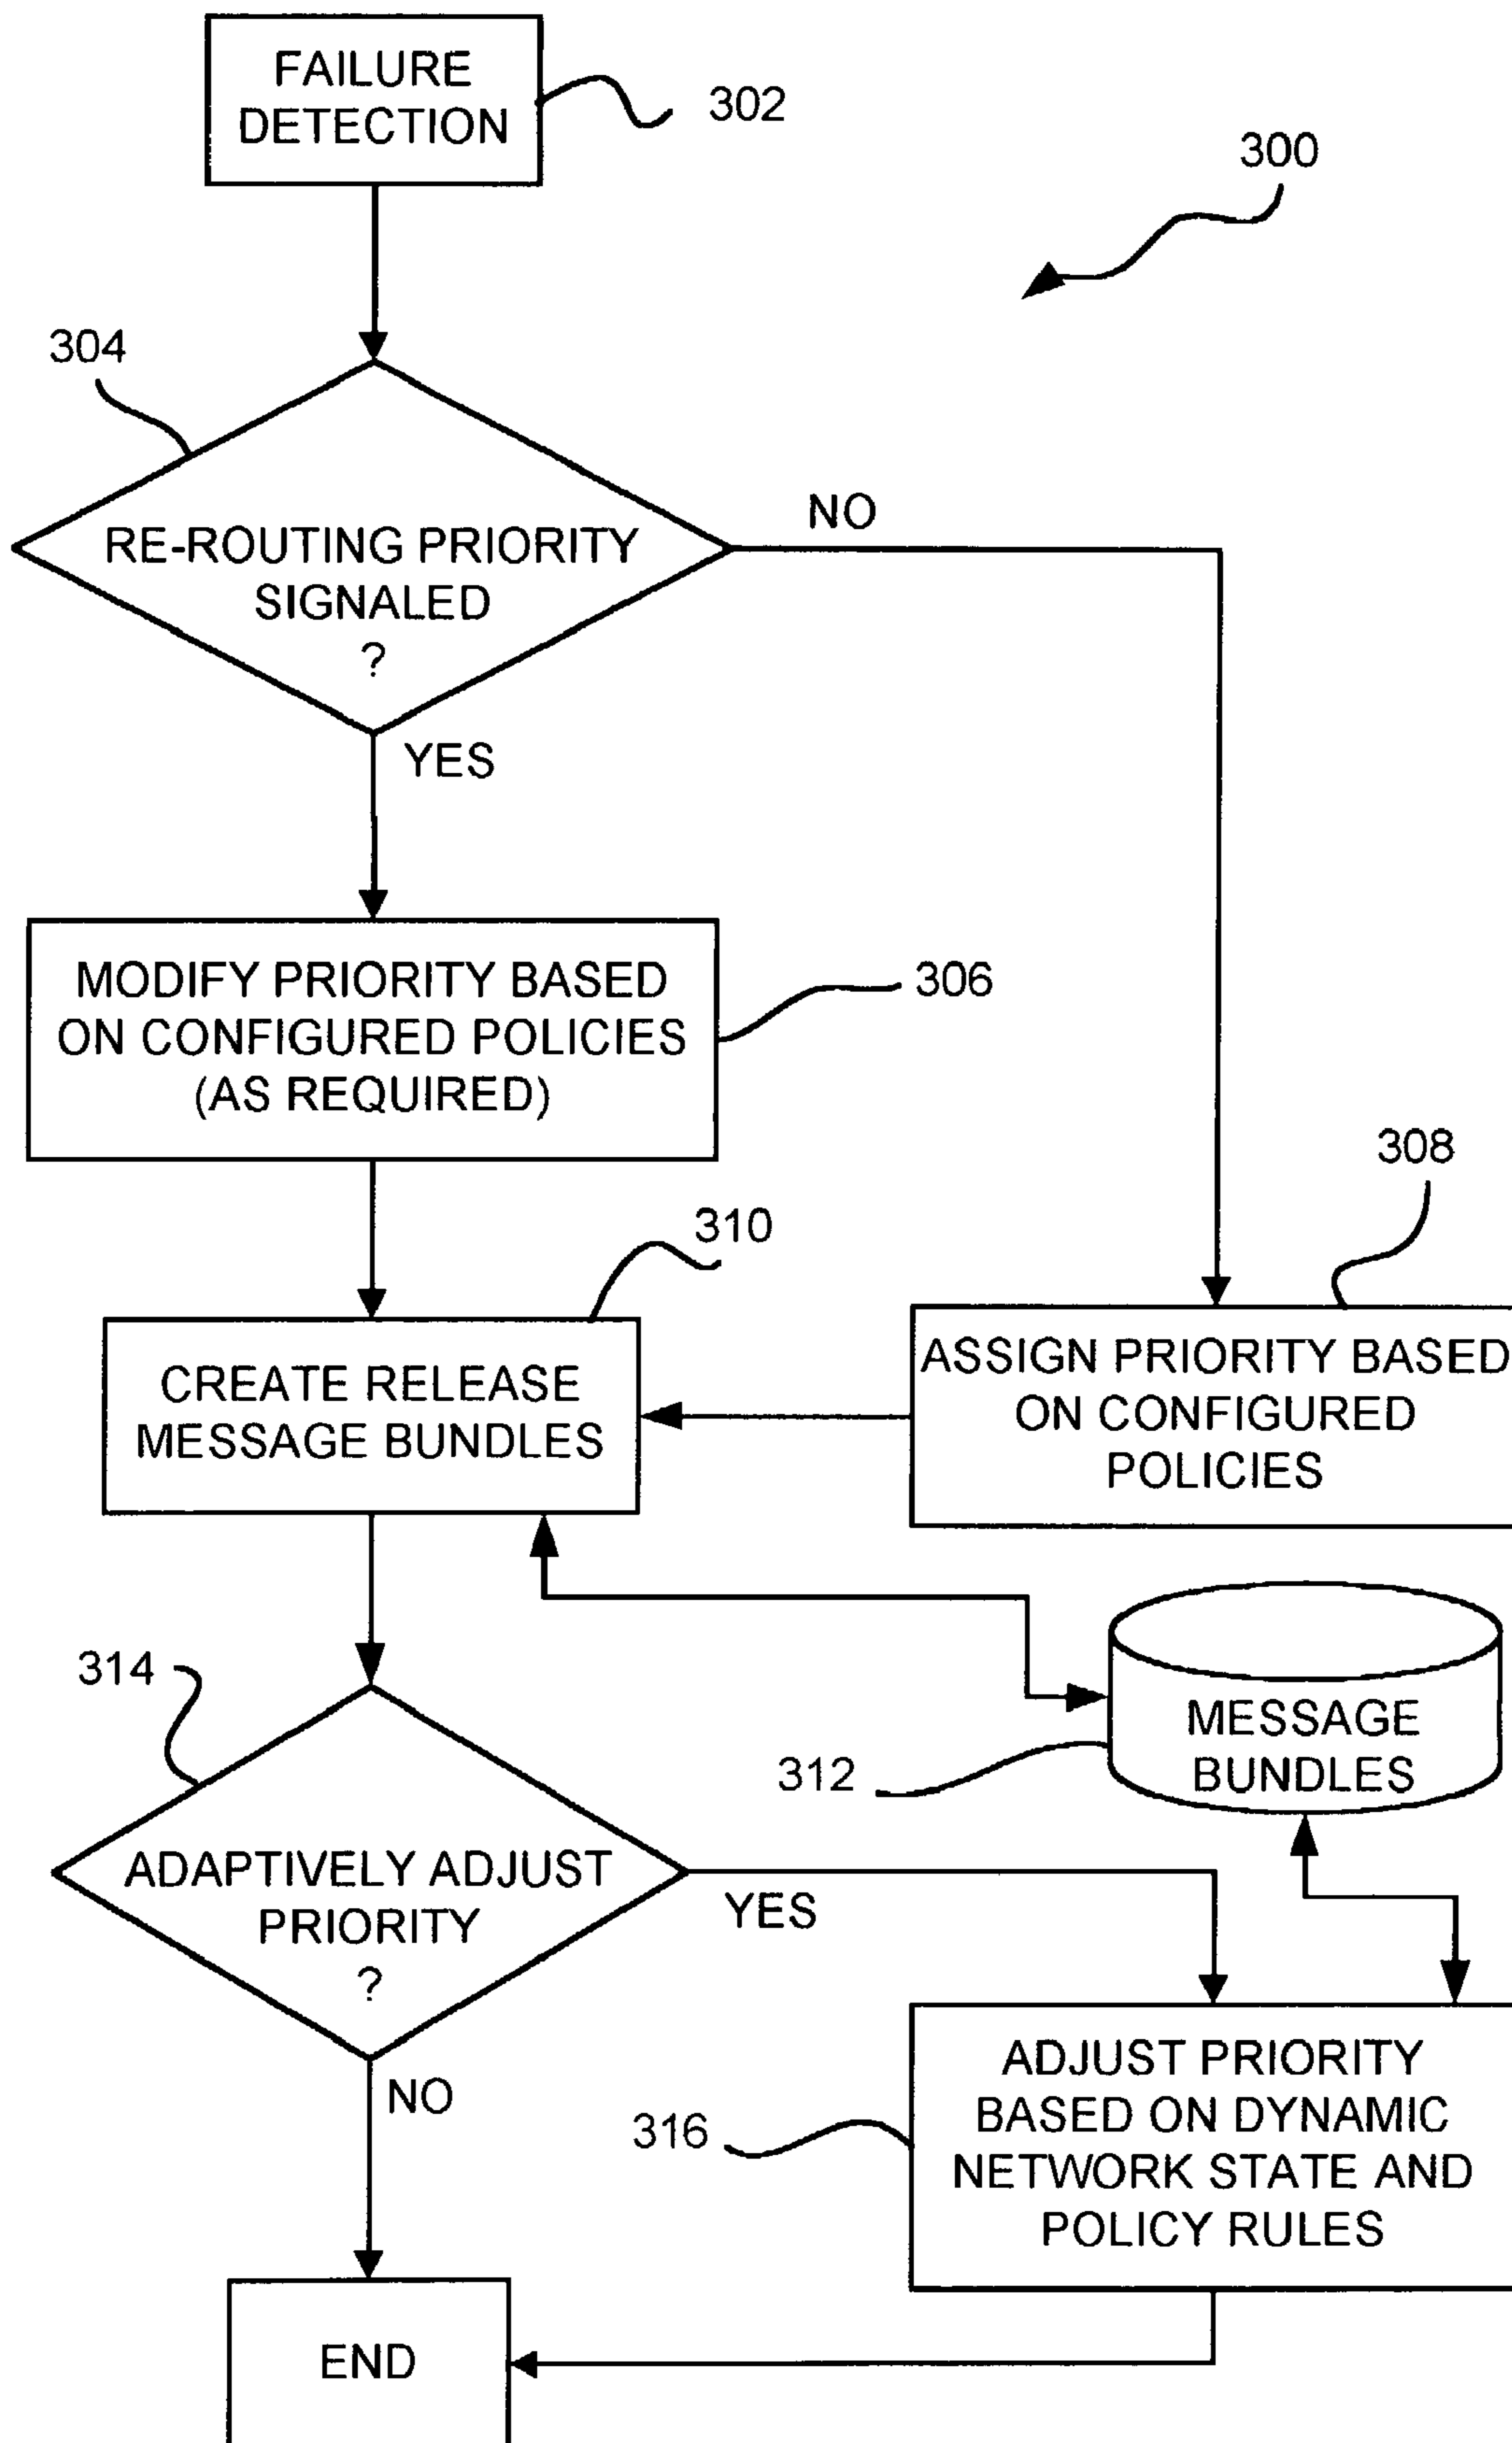 FAILURE
DETECTION
302
300
304
RE-ROUTING PRIORITY
SIGNALED
?
NO
YES
MODIFY PRIORITY BASED
ON CONFIGURED POLICIES
(AS REQUIRED)
306
308
310
CREATE RELEASE
MESSAGE BUNDLES
ASSIGN PRIORITY BASED
ON CONFIGURED
POLICIES
314
MESSAGE
BUNDLES
312
ADAPTIVELY ADJUST
PRIORITY
?
YES
NO
ADJUST PRIORITY
BASED ON DYNAMIC
NETWORK STATE AND
POLICY RULES
316
END